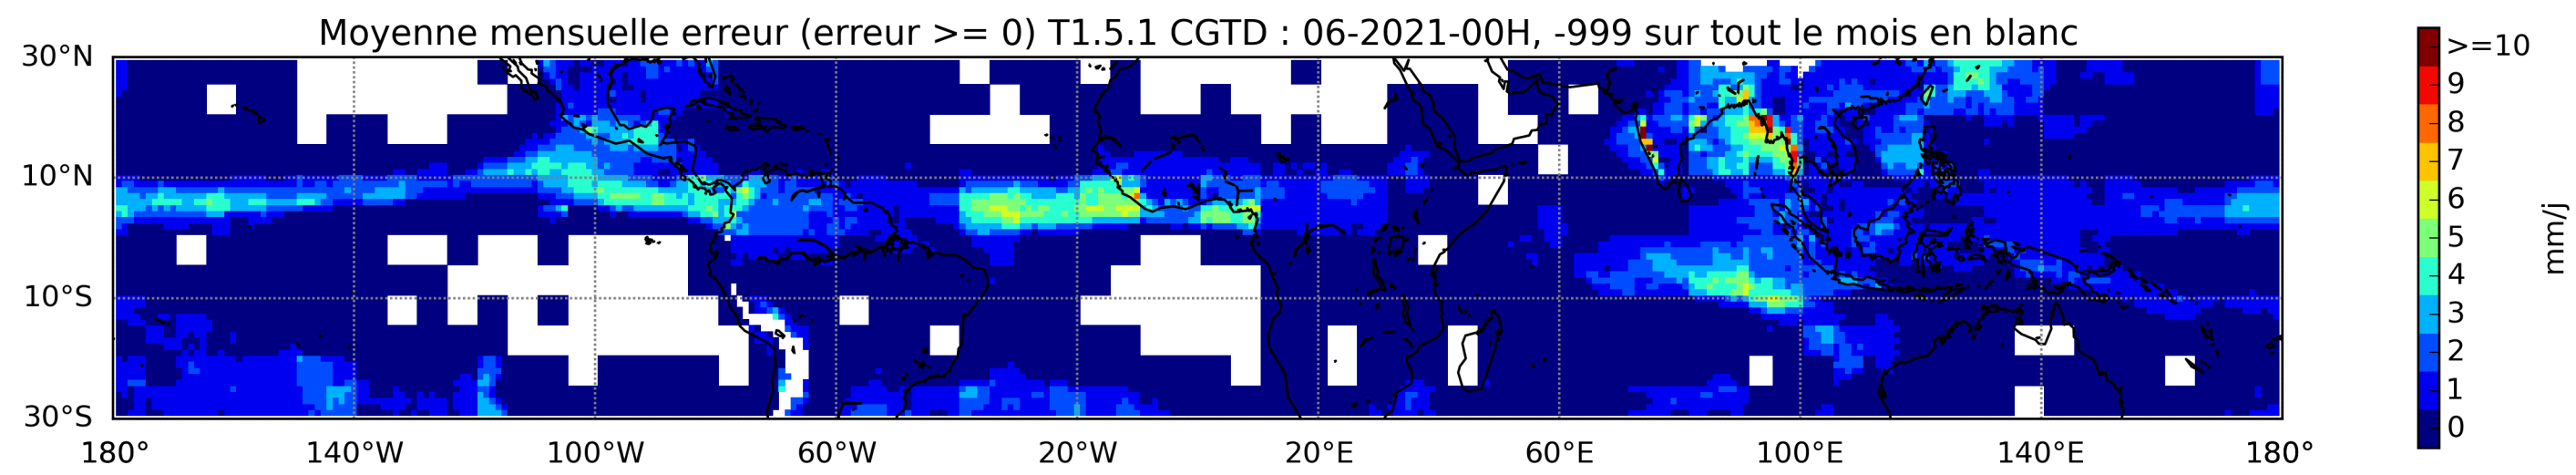 Moyenne mensuelle erreur (erreur >= 0) T1.5.1 CGTD : 06-2021-00H, -999 sur tout le mois en blanc
30°N
10°N
10°S
30°S
180° 140°W 100°W 60°W 20°W 20°E 60°E 100°E 140°E 180°
>=10
9
8
7
6
5
4
3
2
1
0
mm/j